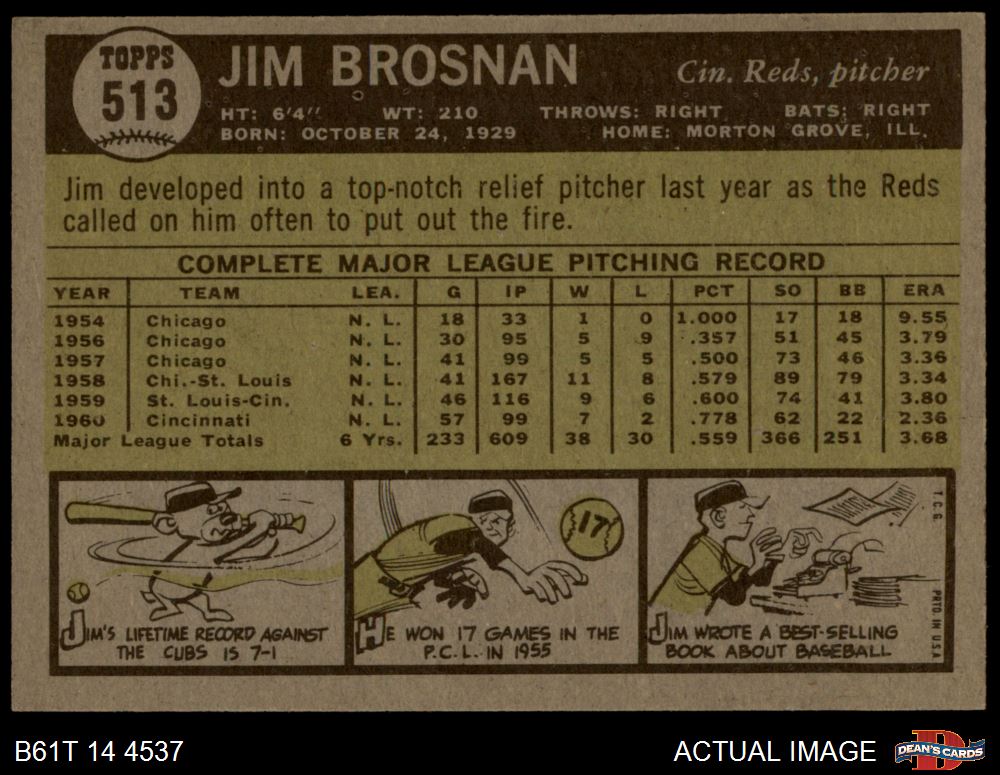 TOPPS
513
JIM BROSNAN
Cin. Reds, pitcher
HT: 6'4" WT: 210 THROWS: RIGHT BATS: RIGHT
BORN: OCTOBER 24, 1929 HOME: MORTON GROVE, ILL.
Jim developed into a top-notch relief pitcher last year as the Reds
called on him often to put out the fire.
COMPLETE MAJOR LEAGUE PITCHING RECORD
YEAR TEAM LEA. G IP W L PCT SO BB ERA
1954 Chicago N. L. 18 33 1 0 1.000 17 18 9.55
1956 Chicago N. L. 30 95 5 9 .357 51 45 3.79
1957 Chicago N. L. 41 99 5 5 .500 73 46 3.36
1958 Chi.-St. Louis N. L. 41 167 11 8 .579 89 79 3.34
1959 St. Louis-Cin. N. L. 46 116 9 6 .600 74 41 3.80
1960 Cincinnati N. L. 57 99 7 2 .778 62 22 2.36
Major League Totals 6 Yrs. 233 609 38 30 .559 366 251 3.68
JIM'S LIFETIME RECORD AGAINST
THE CUBS IS 7-1
17
HE WON 17 GAMES IN THE
P.C.L. IN 1955
JIM WROTE A BEST-SELLING
BOOK ABOUT BASEBALL
T.C.G.
PRTD. IN U.S.A.
B61T 14 4537
ACTUAL IMAGE
DEAN'S CARDS